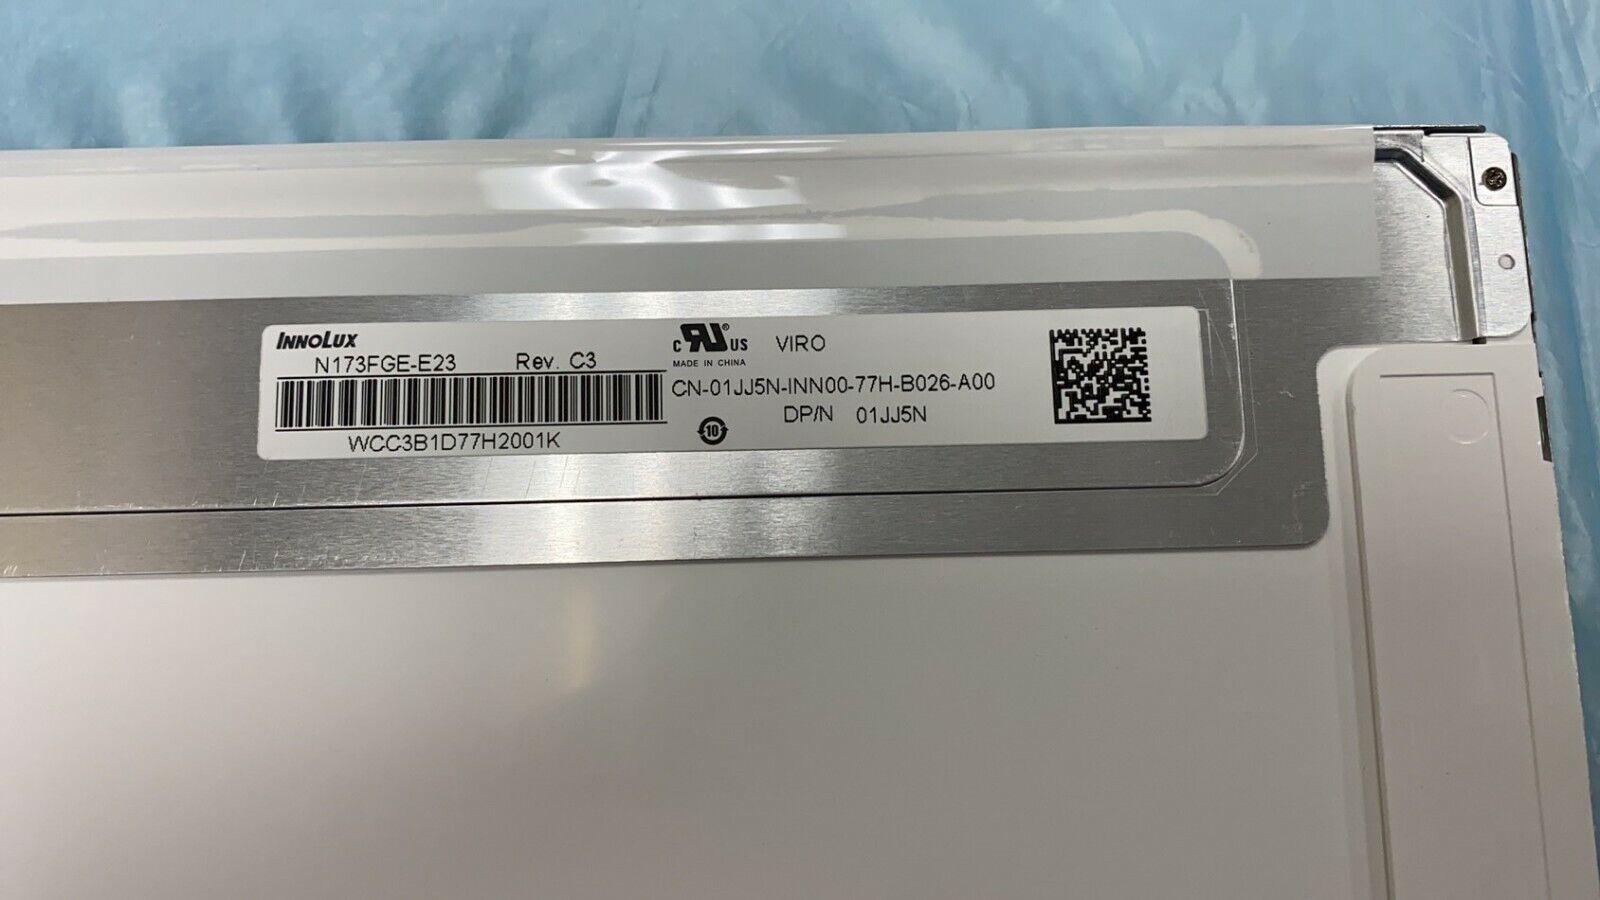 INNOLUX
N173FGE-E23 Rev. C3
WCC3B1D77H2001K
c RU ® US VIRO
MADE IN CHINA
CN-01JJ5N-INN00-77H-B026-A00
DP/N 01JJ5N
10